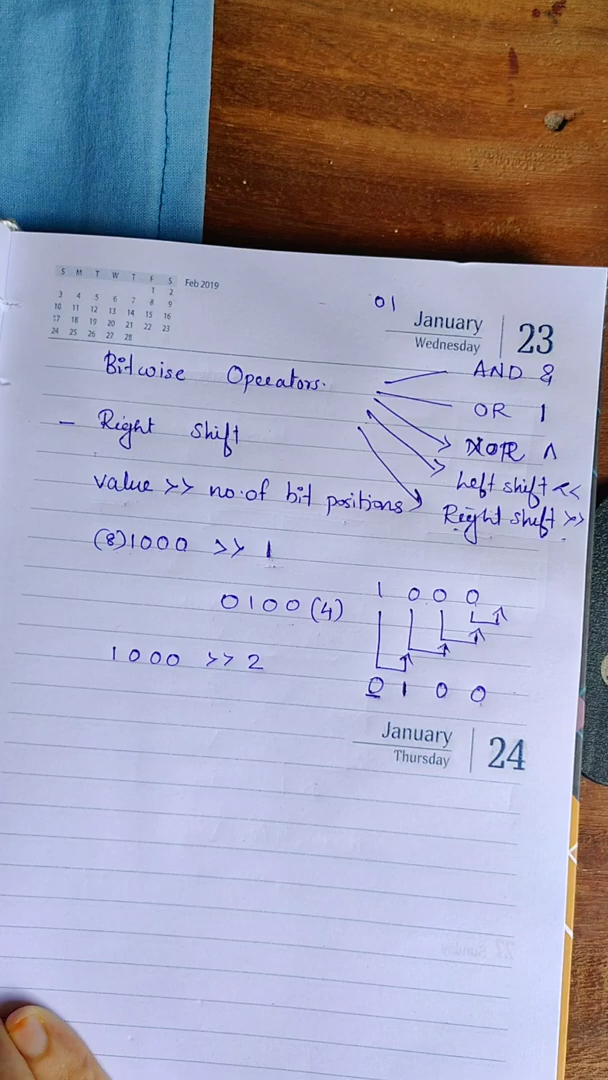 S M T W T F S Feb 2019
1 2
3 4 5 6 7 8 9
10 11 12 13 14 15 16
17 18 19 20 21 22 23
24 25 26 27 28
01
January 23
Wednesday
Bitwise Operators.
AND &
OR |
XOR ^
Left shift <<
Right shift >>
- Right shift
value >> no. of bit positions
(8)1000 >> 1
0100 (4)
1 0 0 0
0 1 0 0
1000 >> 2
January 24
Thursday